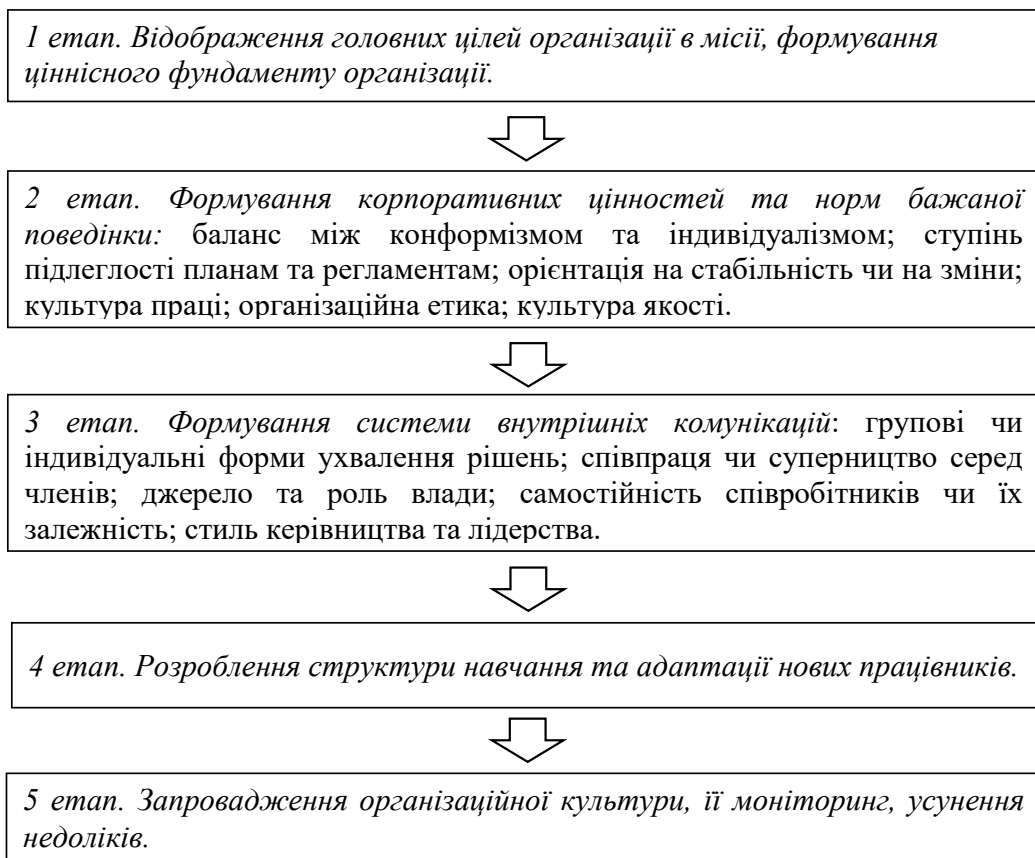 1 етап. Відображення головних цілей організації в місії, формування
ціннісного фундаменту організації.
2 етап. Формування корпоративних цінностей та норм бажаної
поведінки: баланс між конформізмом та індивідуалізмом; ступінь
підлеглості планам та регламентам; орієнтація на стабільність чи на зміни;
культура праці; організаційна етика; культура якості.
3 етап. Формування системи внутрішніх комунікацій: групові чи
індивідуальні форми ухвалення рішень; співпраця чи суперництво серед
членів; джерело та роль влади; самостійність співробітників чи їх
залежність; стиль керівництва та лідерства.
4 етап. Розроблення структури навчання та адаптації нових працівників.
5 етап. Запровадження організаційної культури, її моніторинг, усунення
недоліків.